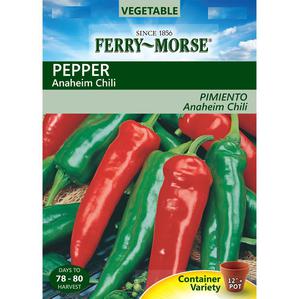 VEGETABLE
SINCE 1856
FERRY~MORSE®
PEPPER
Anaheim Chili
PIMIENTO
Anaheim Chili
DAYS TO
78 - 80
HARVEST
Container
Variety
12"
POT